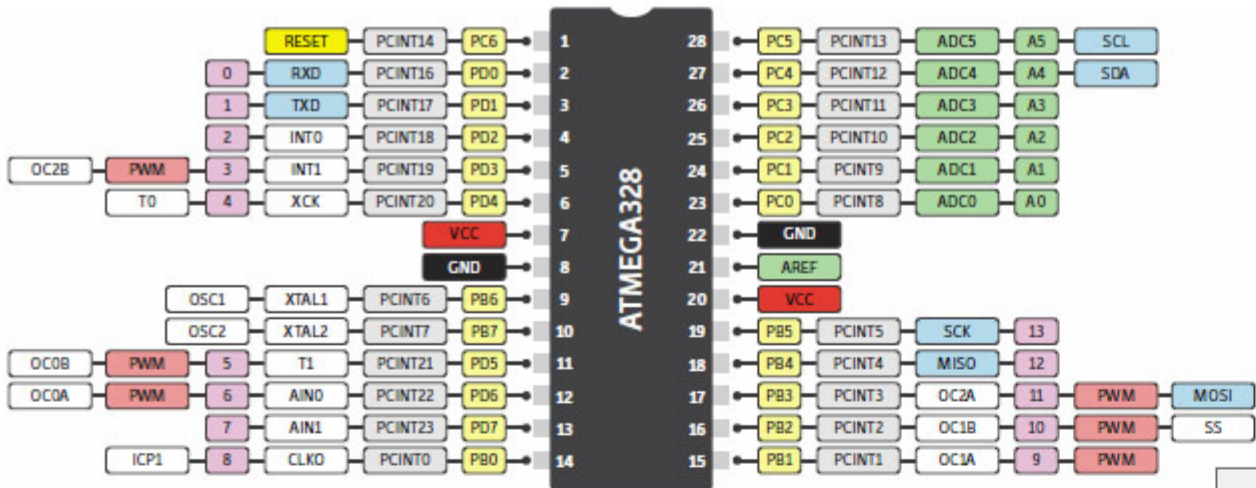 RESET PCINT14 PC6 1 28 PC5 PCINT13 ADC5 A5 SCL
0 RXD PCINT16 PD0 2 27 PC4 PCINT12 ADC4 A4 SDA
1 TXD PCINT17 PD1 3 26 PC3 PCINT11 ADC3 A3
2 INT0 PCINT18 PD2 4 25 PC2 PCINT10 ADC2 A2
OC2B PWM 3 INT1 PCINT19 PD3 5 24 PC1 PCINT9 ADC1 A1
T0 4 XCK PCINT20 PD4 6 23 PC0 PCINT8 ADC0 A0
VCC 7 22 GND
GND 8 21 AREF
OSC1 XTAL1 PCINT6 PB6 9 20 VCC
OSC2 XTAL2 PCINT7 PB7 10 19 PB5 PCINT5 SCK 13
OC0B PWM 5 T1 PCINT21 PD5 11 18 PB4 PCINT4 MISO 12
OC0A PWM 6 AIN0 PCINT22 PD6 12 17 PB3 PCINT3 OC2A 11 PWM MOSI
7 AIN1 PCINT23 PD7 13 16 PB2 PCINT2 OC1B 10 PWM SS
ICP1 8 CLKO PCINT0 PB0 14 15 PB1 PCINT1 OC1A 9 PWM
ATMEGA328